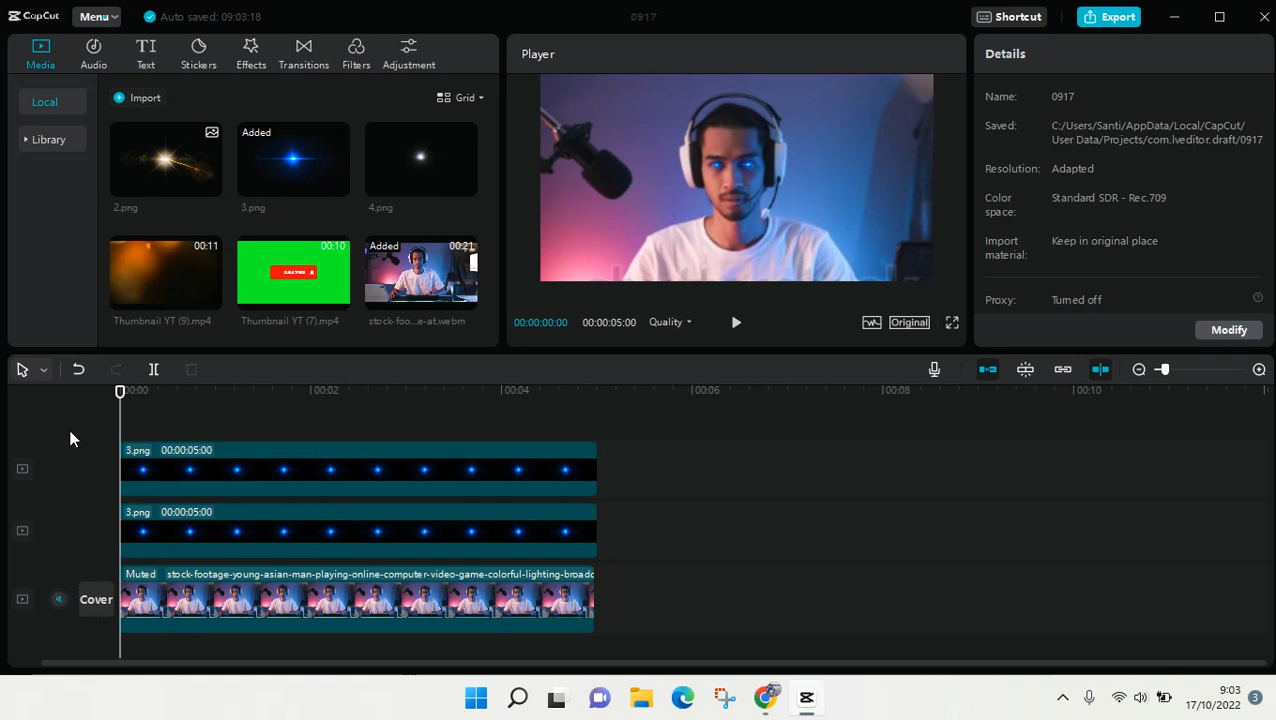 CapCut
Menu
Auto saved: 09:03:18
0917
Shortcut
Export
Media
Audio
Text
Stickers
Effects
Transitions
Filters
Adjustment
Local
Library
Import
Grid
2.png
Added
3.png
4.png
00:11
Thumbnail YT (9).mp4
00:10
Thumbnail YT (7).mp4
Added
00:21
stock-foo...e-at.webm
Player
00:00:00:00
00:00:05:00
Quality
Original
Details
Name:
0917
Saved:
C:/Users/Santi/AppData/Local/CapCut/
User Data/Projects/com.lveditor.draft/0917
Resolution:
Adapted
Color
space:
Standard SDR - Rec.709
Import
material:
Keep in original place
Proxy:
Turned off
Modify
00:00
00:02
00:04
00:06
00:08
00:10
3.png 00:00:05:00
3.png 00:00:05:00
Cover
Muted stock-footage-young-asian-man-playing-online-computer-video-game-colorful-lighting-broadc
9:03
17/10/2022
3